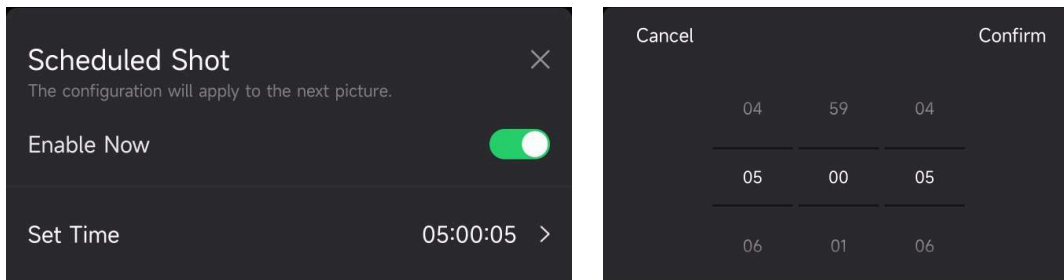 Scheduled Shot
The configuration will apply to the next picture.
Enable Now
Set Time 05:00:05
Cancel Confirm
04 59 04
05 00 05
06 01 06